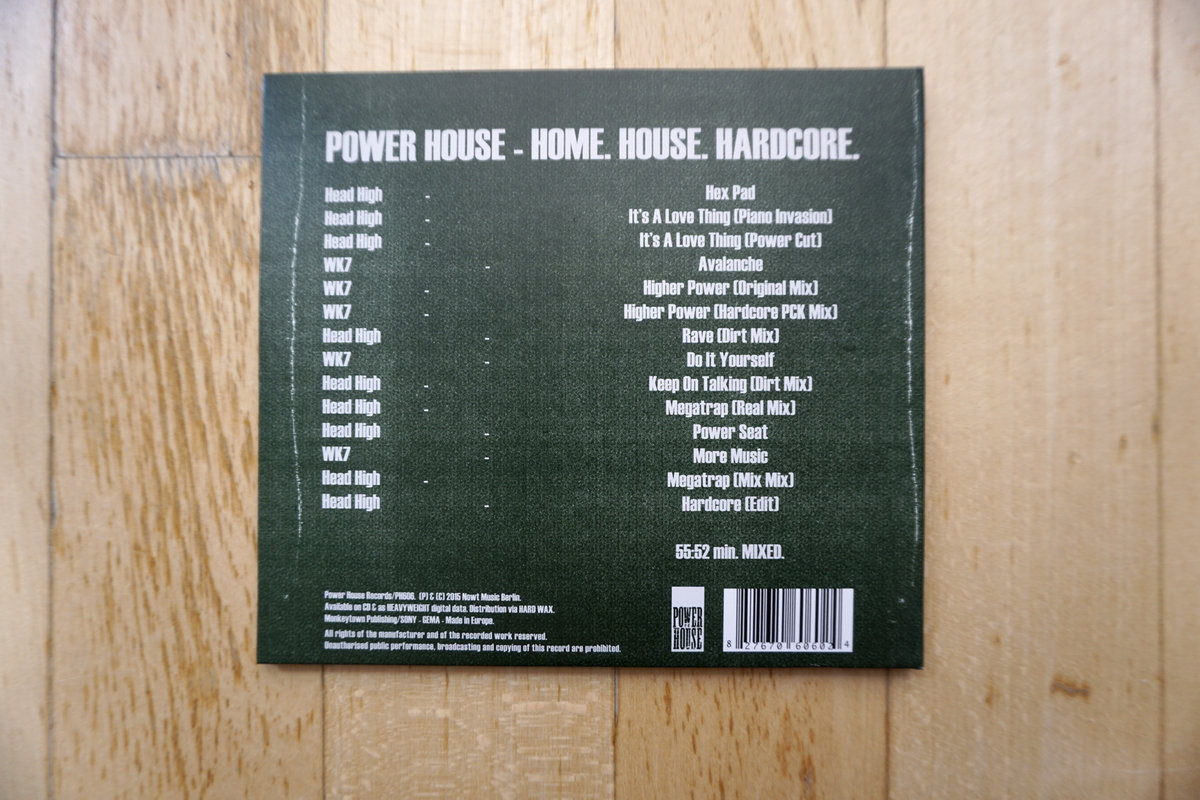 POWER HOUSE - HOME. HOUSE. HARDCORE.
Head High - Hex Pad
Head High - It's A Love Thing (Piano Invasion)
Head High - It's A Love Thing (Power Cut)
WK7 - Avalanche
WK7 - Higher Power (Original Mix)
WK7 - Higher Power (Hardcore PCK Mix)
Head High - Rave (Dirt Mix)
WK7 - Do It Yourself
Head High - Keep On Talking (Dirt Mix)
Head High - Megatrap (Real Mix)
Head High - Power Seat
WK7 - More Music
Head High - Megatrap (Mix Mix)
Head High - Hardcore (Edit)
55:52 min. MIXED.
Power House Records/PH606. (P) & (C) 2015 Nowt Music Berlin.
Available on CD & as HEAVYWEIGHT digital data. Distribution via HARD WAX.
Monkeytown Publishing/SONY - GEMA - Made in Europe.
All rights of the manufacturer and of the recorded work reserved.
Unauthorised public performance, broadcasting and copying of this record are prohibited.
POWER
HOUSE
8 27670 60602 4